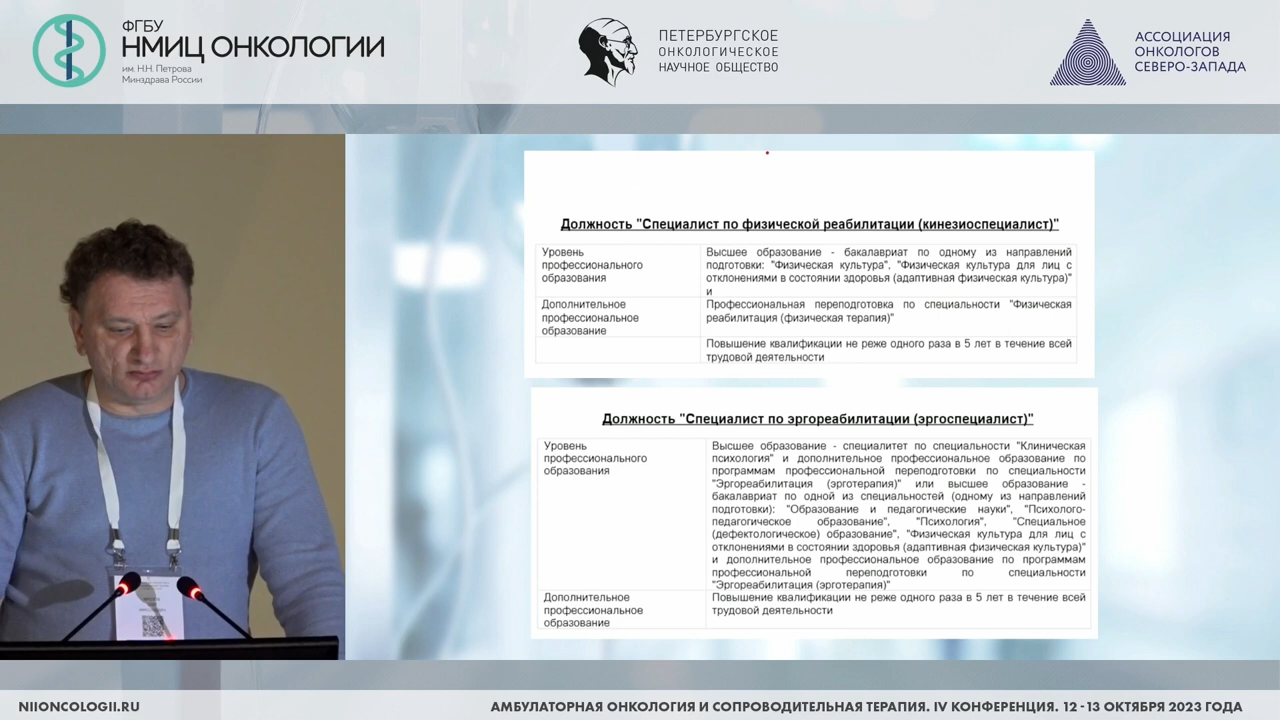 ФГБУ
НМИЦ ОНКОЛОГИИ
им. Н.Н. Петрова
Минздрава России
ПЕТЕРБУРГСКОЕ
ОНКОЛОГИЧЕСКОЕ
НАУЧНОЕ ОБЩЕСТВО
АССОЦИАЦИЯ
ОНКОЛОГОВ
СЕВЕРО-ЗАПАДА
Должность "Специалист по физической реабилитации (кинезиоспециалист)"
Уровень
профессионального
образования
Высшее образование - бакалавриат по одному из направлений
подготовки: "Физическая культура", "Физическая культура для лиц с
отклонениями в состоянии здоровья (адаптивная физическая культура)"
и
Дополнительное
профессиональное
образование
Профессиональная переподготовка по специальности "Физическая
реабилитация (физическая терапия)"
Повышение квалификации не реже одного раза в 5 лет в течение всей
трудовой деятельности
Должность "Специалист по эргореабилитации (эргоспециалист)"
Уровень
профессионального
образования
Высшее образование - специалитет по специальности "Клиническая
психология" и дополнительное профессиональное образование по
программам профессиональной переподготовки по специальности
"Эргореабилитация (эрготерапия)" или высшее образование -
бакалавриат по одной из специальностей (одному из направлений
подготовки): "Образование и педагогические науки", "Психолого-
педагогическое образование", "Психология", "Специальное
(дефектологическое) образование", "Физическая культура для лиц с
отклонениями в состоянии здоровья (адаптивная физическая культура)"
и дополнительное профессиональное образование по программам
профессиональной переподготовки по специальности
"Эргореабилитация (эрготерапия)"
Дополнительное
профессиональное
образование
Повышение квалификации не реже одного раза в 5 лет в течение всей
трудовой деятельности
NIIONCOLOGII.RU
АМБУЛАТОРНАЯ ОНКОЛОГИЯ И СОПРОВОДИТЕЛЬНАЯ ТЕРАПИЯ. IV КОНФЕРЕНЦИЯ. 12 - 13 ОКТЯБРЯ 2023 ГОДА